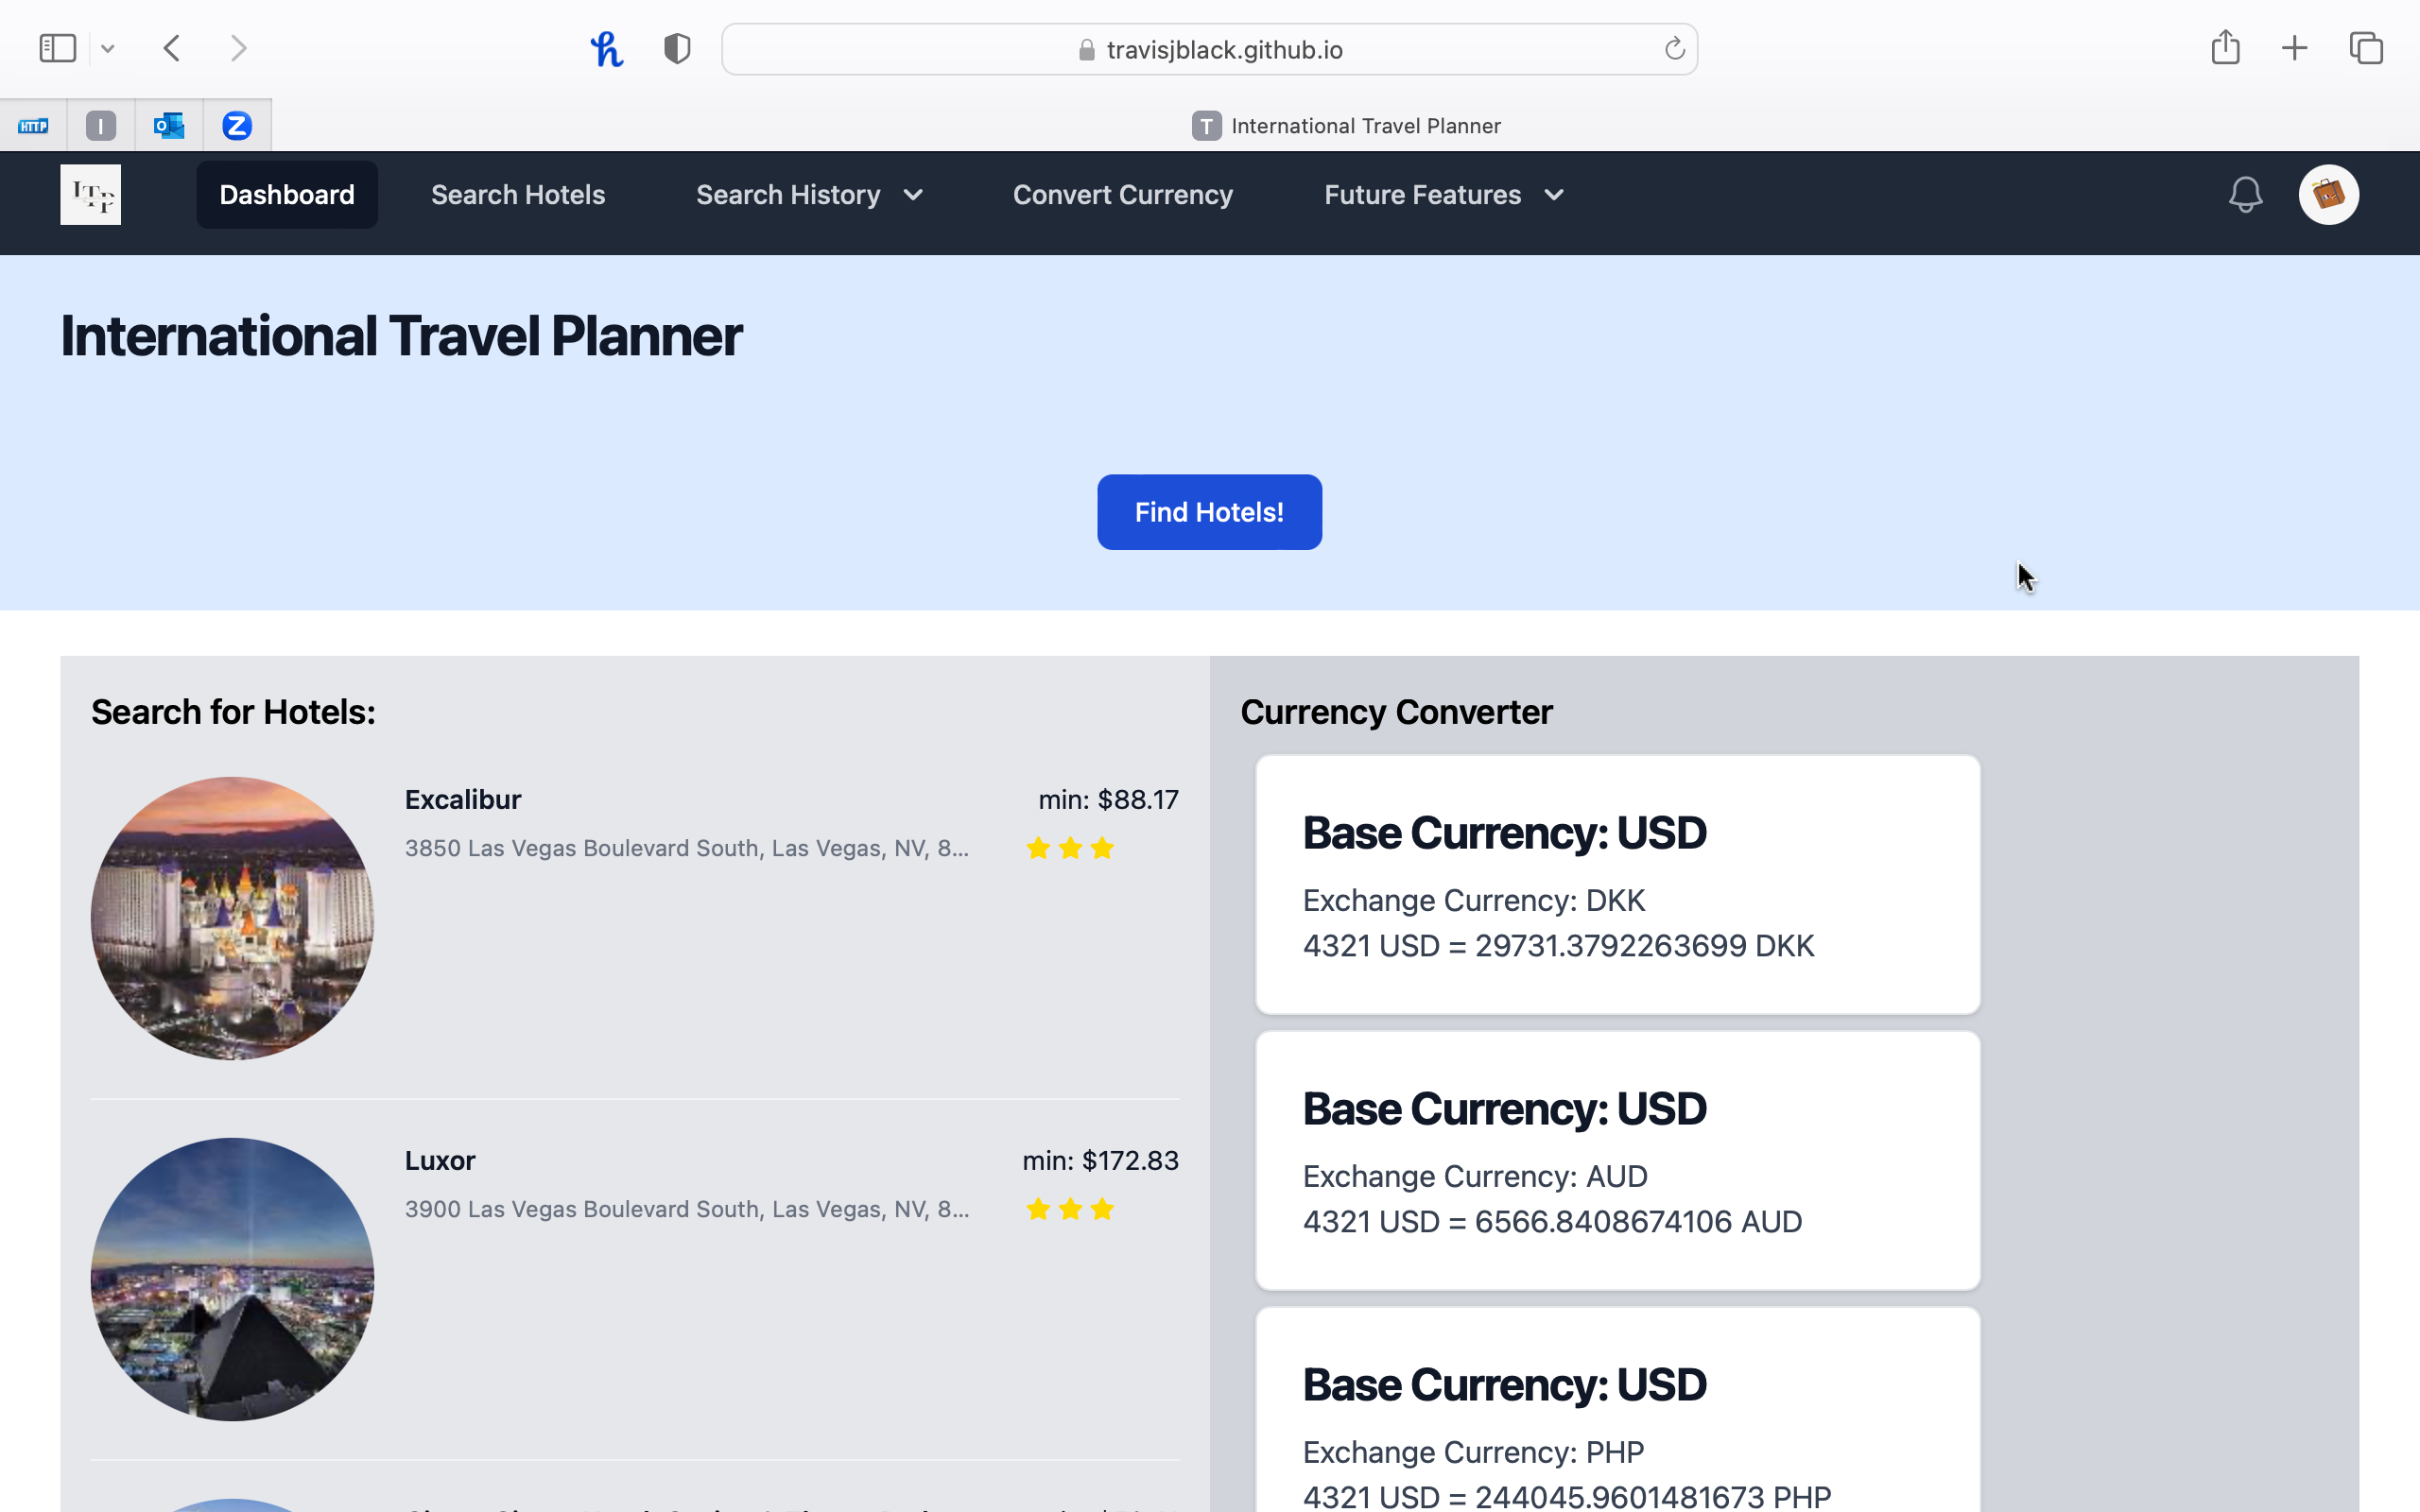 travisjblack.github.io
HTTP
I
Z
T International Travel Planner
ITP
Dashboard
Search Hotels
Search History
Convert Currency
Future Features
International Travel Planner
Find Hotels!
Search for Hotels:
Excalibur
min: $88.17
3850 Las Vegas Boulevard South, Las Vegas, NV, 8...
Luxor
min: $172.83
3900 Las Vegas Boulevard South, Las Vegas, NV, 8...
Currency Converter
Base Currency: USD
Exchange Currency: DKK
4321 USD = 29731.3792263699 DKK
Base Currency: USD
Exchange Currency: AUD
4321 USD = 6566.8408674106 AUD
Base Currency: USD
Exchange Currency: PHP
4321 USD = 244045.9601481673 PHP